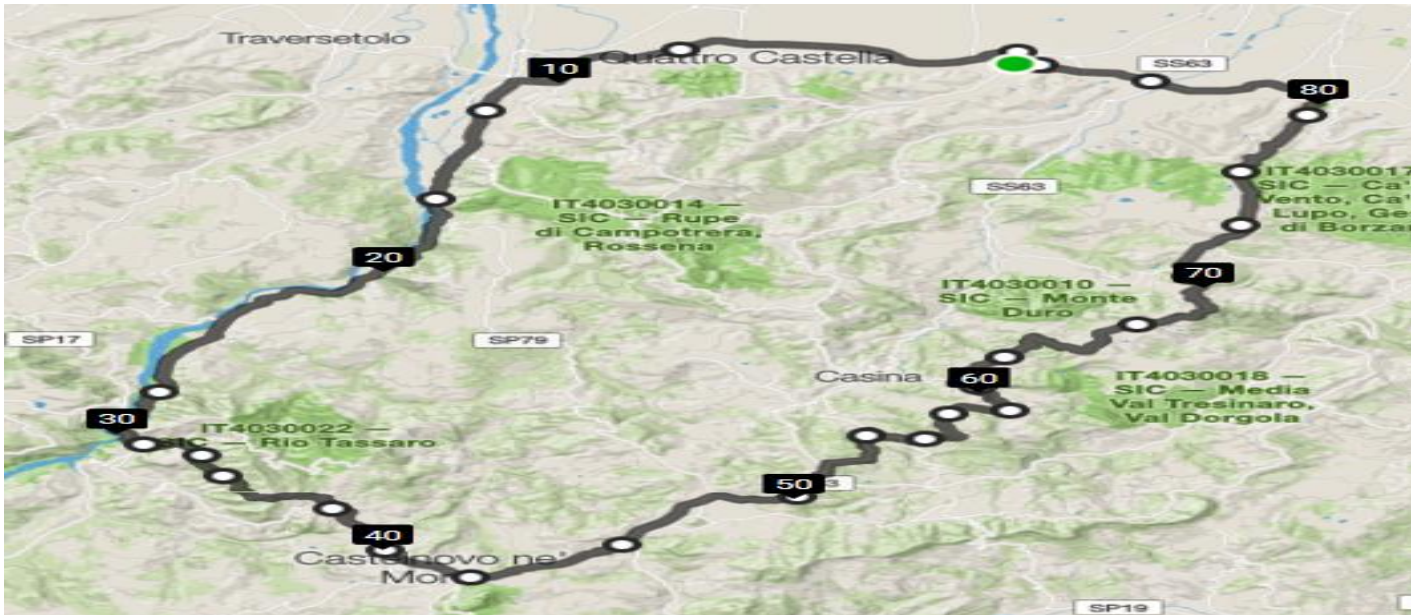 Traversetolo
10
Quattro Castella
SS63
80
SS63
IT4030014 —
SIC — Rupe
di Campotrera,
Rossena
IT4030017
SIC — Ca'
Vento, Ca'
Lupo, Ge
di Borzan
20
70
IT4030010 —
SIC — Monte
Duro
SP17
SP79
Casina
60
IT4030018 —
SIC — Media
Val Tresinaro,
Val Dorgola
30
IT4030022 —
SIC — Rio Tassaro
50
3
40
Castelnovo ne'
Mon
SP19